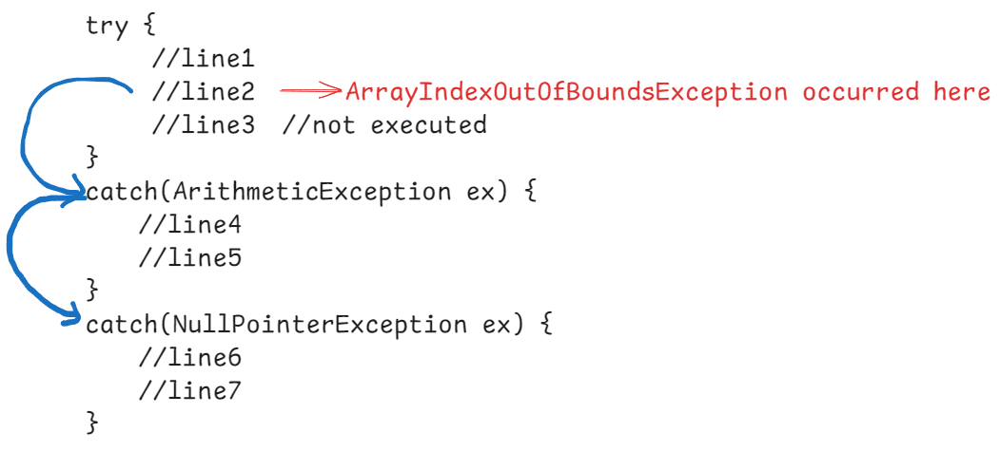 try {
//line1
//line2 ArrayIndexOutOfBoundsException occurred here
//line3 //not executed
}
catch(ArithmeticException ex) {
//line4
//line5
}
catch(NullPointerException ex) {
//line6
//line7
}